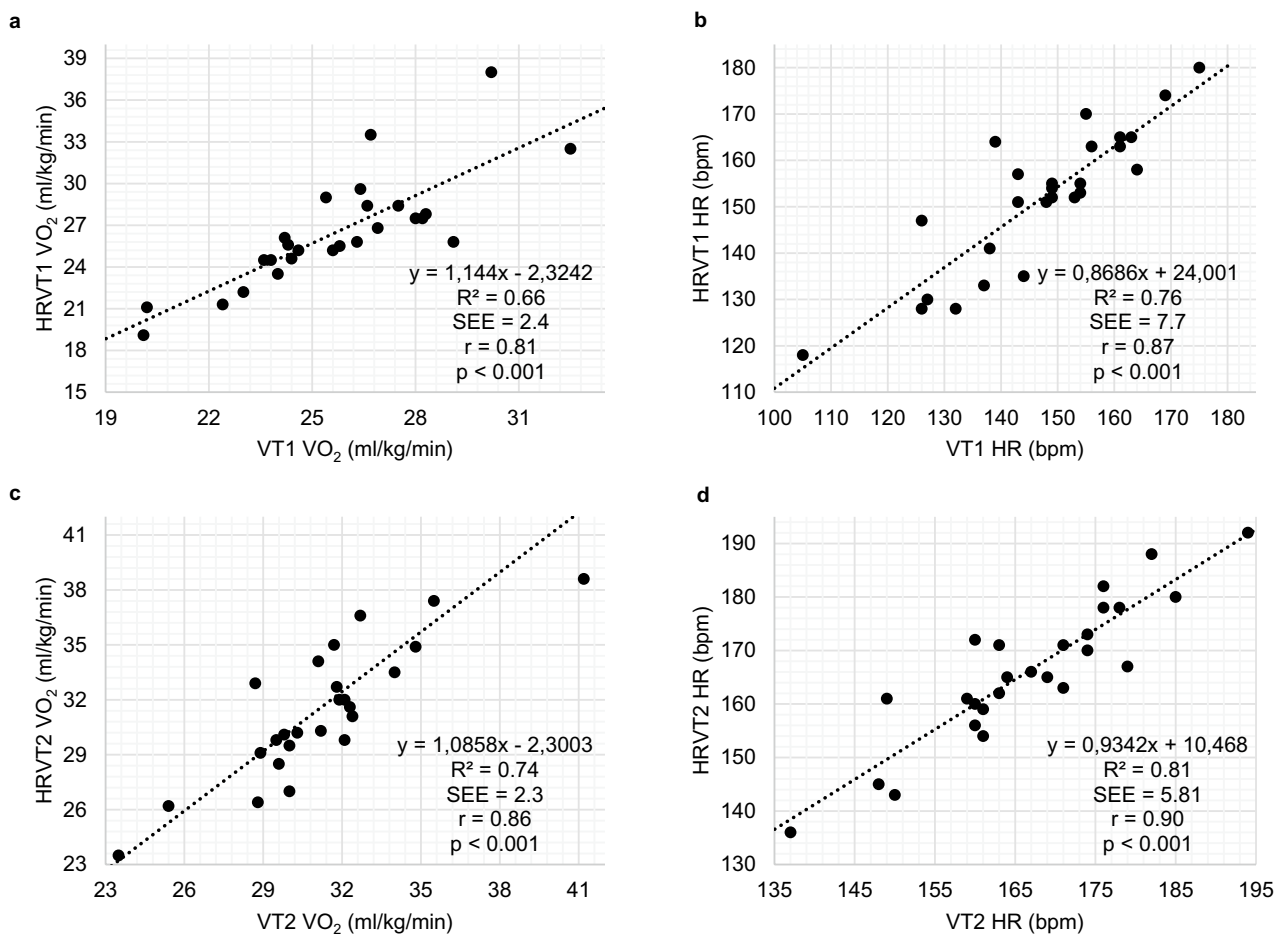 a
39
36
33
30
27
24
21
18
15
19 22 25 28 31
HRVT1 VO₂ (ml/kg/min)
VT1 VO₂ (ml/kg/min)
y = 1,144x - 2,3242
R² = 0.66
SEE = 2.4
r = 0.81
p < 0.001
b
180
170
160
150
140
130
120
110
100 110 120 130 140 150 160 170 180
HRVT1 HR (bpm)
VT1 HR (bpm)
y = 0,8686x + 24,001
R² = 0.76
SEE = 7.7
r = 0.87
p < 0.001
c
41
38
35
32
29
26
23
23 26 29 32 35 38 41
HRVT2 VO₂ (ml/kg/min)
VT2 VO₂ (ml/kg/min)
y = 1,0858x - 2,3003
R² = 0.74
SEE = 2.3
r = 0.86
p < 0.001
d
190
180
170
160
150
140
130
135 145 155 165 175 185 195
HRVT2 HR (bpm)
VT2 HR (bpm)
y = 0,9342x + 10,468
R² = 0.81
SEE = 5.81
r = 0.90
p < 0.001